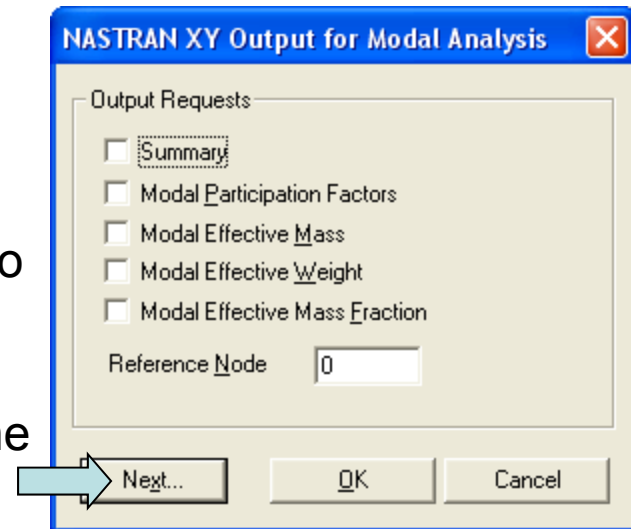 NASTRAN XY Output for Modal Analysis
Output Requests
Summary
Modal Participation Factors
Modal Effective Mass
Modal Effective Weight
Modal Effective Mass Fraction
Reference Node 0
Next... OK Cancel